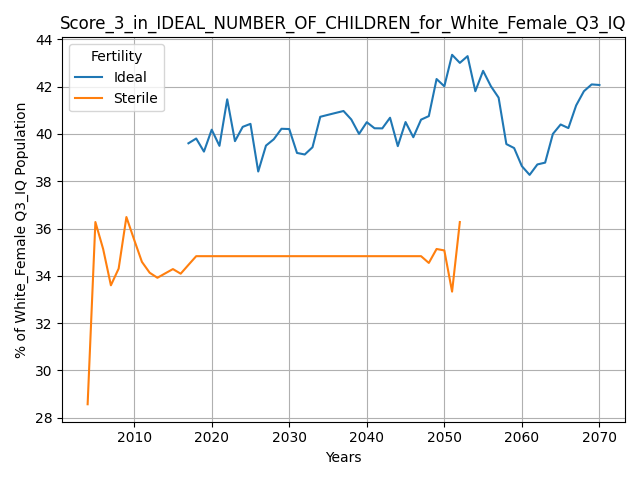 Score_3_in_IDEAL_NUMBER_OF_CHILDREN_for_White_Female_Q3_IQ
Fertility
Ideal
Sterile
% of White_Female Q3_IQ Population
44
42
40
38
36
34
32
30
28
2010
2020
2030
2040
2050
2060
2070
Years